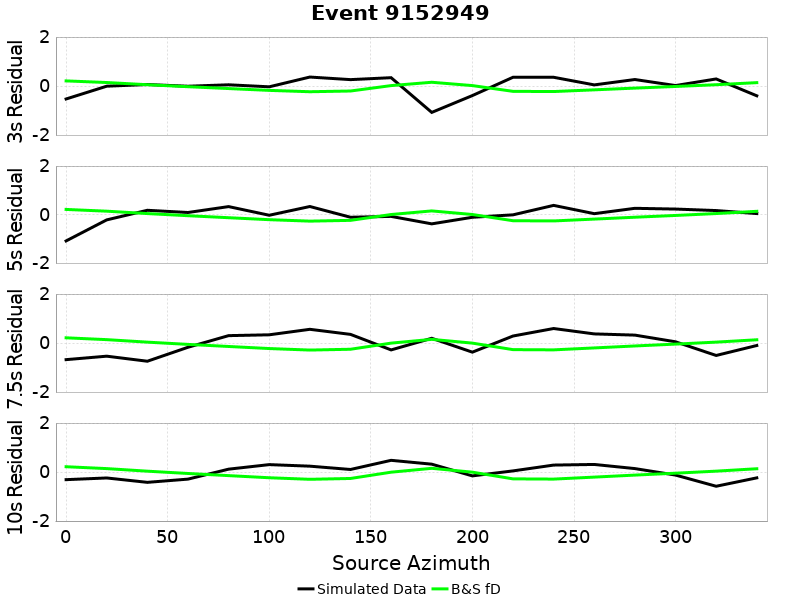 Event 9152949
3s Residual
2
0
-2
5s Residual
2
0
-2
7.5s Residual
2
0
-2
10s Residual
2
0
-2
0 50 100 150 200 250 300
Source Azimuth
Simulated Data B&S fD